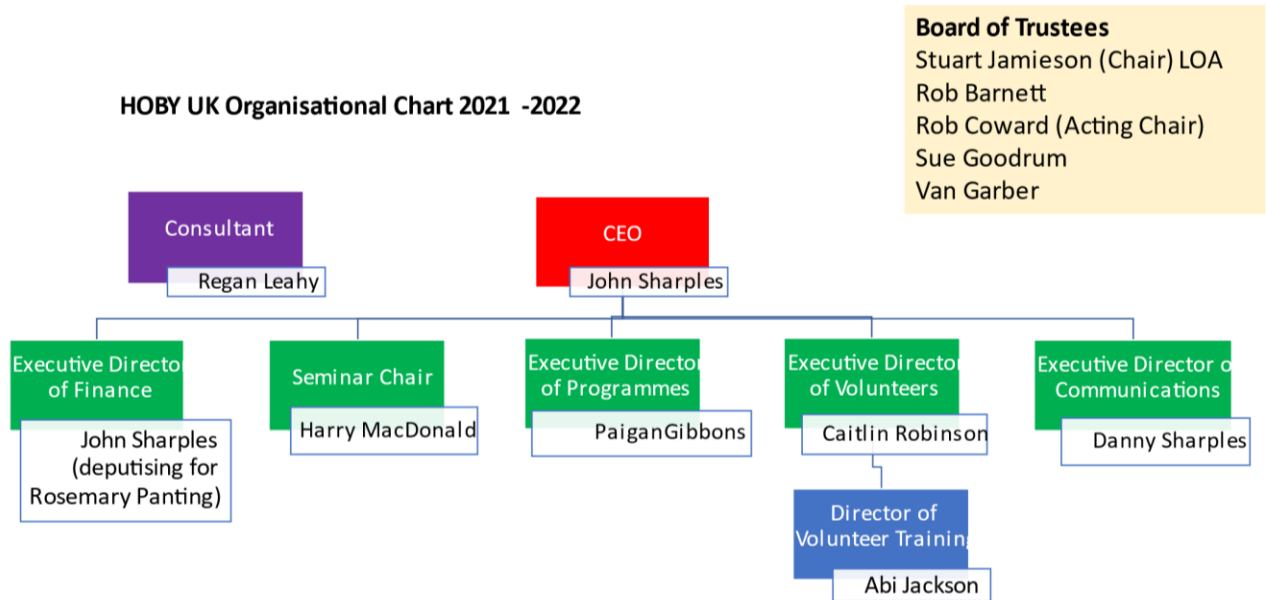 Board of Trustees
Stuart Jamieson (Chair) LOA
Rob Barnett
Rob Coward (Acting Chair)
Sue Goodrum
Van Garber
HOBY UK Organisational Chart 2021 -2022
Consultant
Regan Leahy
CEO
John Sharples
Executive Directo
of Finance
John Sharples
(deputising for
Rosemary Panting)
Seminar Chair
Harry MacDonald
Executive Directo
of Programmes
PaiganGibbons
Executive Directo
of Volunteers
Caitlin Robinson
Executive Director o
Communications
Danny Sharples
Director of
Volunteer Training
Abi Jackson